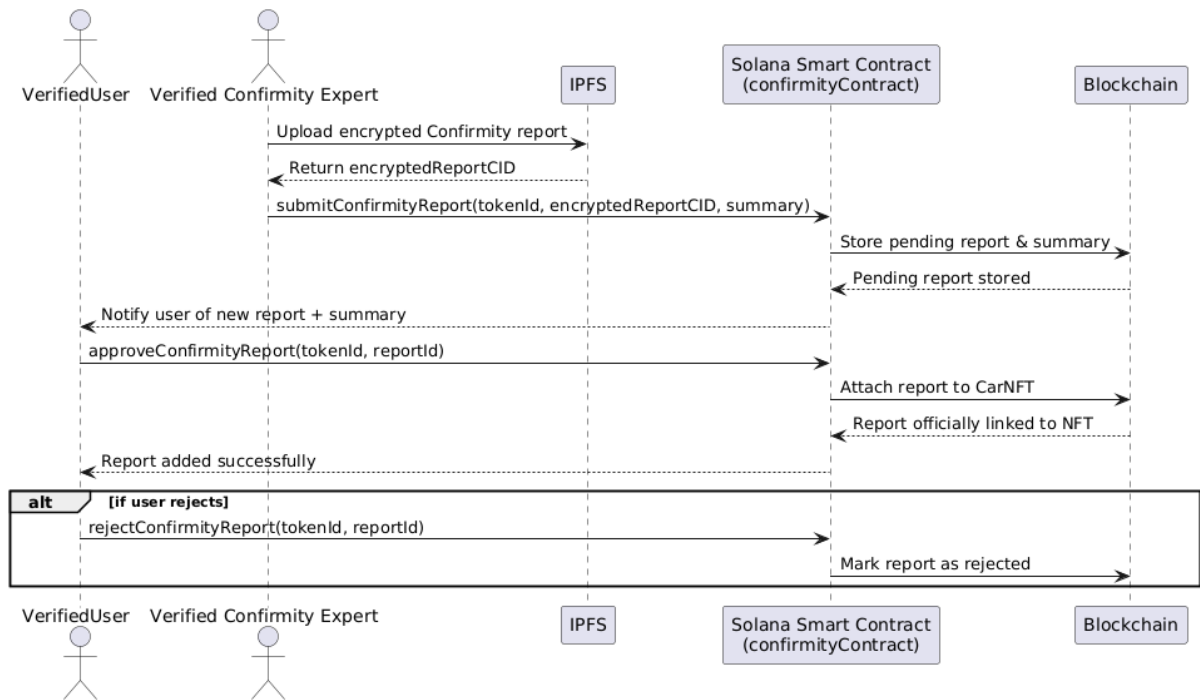 VerifiedUser
Verified Confirmity Expert
IPFS
Solana Smart Contract
(confirmityContract)
Blockchain
Upload encrypted Confirmity report
Return encryptedReportCID
submitConfirmityReport(tokenId, encryptedReportCID, summary)
Store pending report & summary
Pending report stored
Notify user of new report + summary
approveConfirmityReport(tokenId, reportId)
Attach report to CarNFT
Report officially linked to NFT
Report added successfully
alt [if user rejects]
rejectConfirmityReport(tokenId, reportId)
Mark report as rejected
VerifiedUser
Verified Confirmity Expert
IPFS
Solana Smart Contract
(confirmityContract)
Blockchain